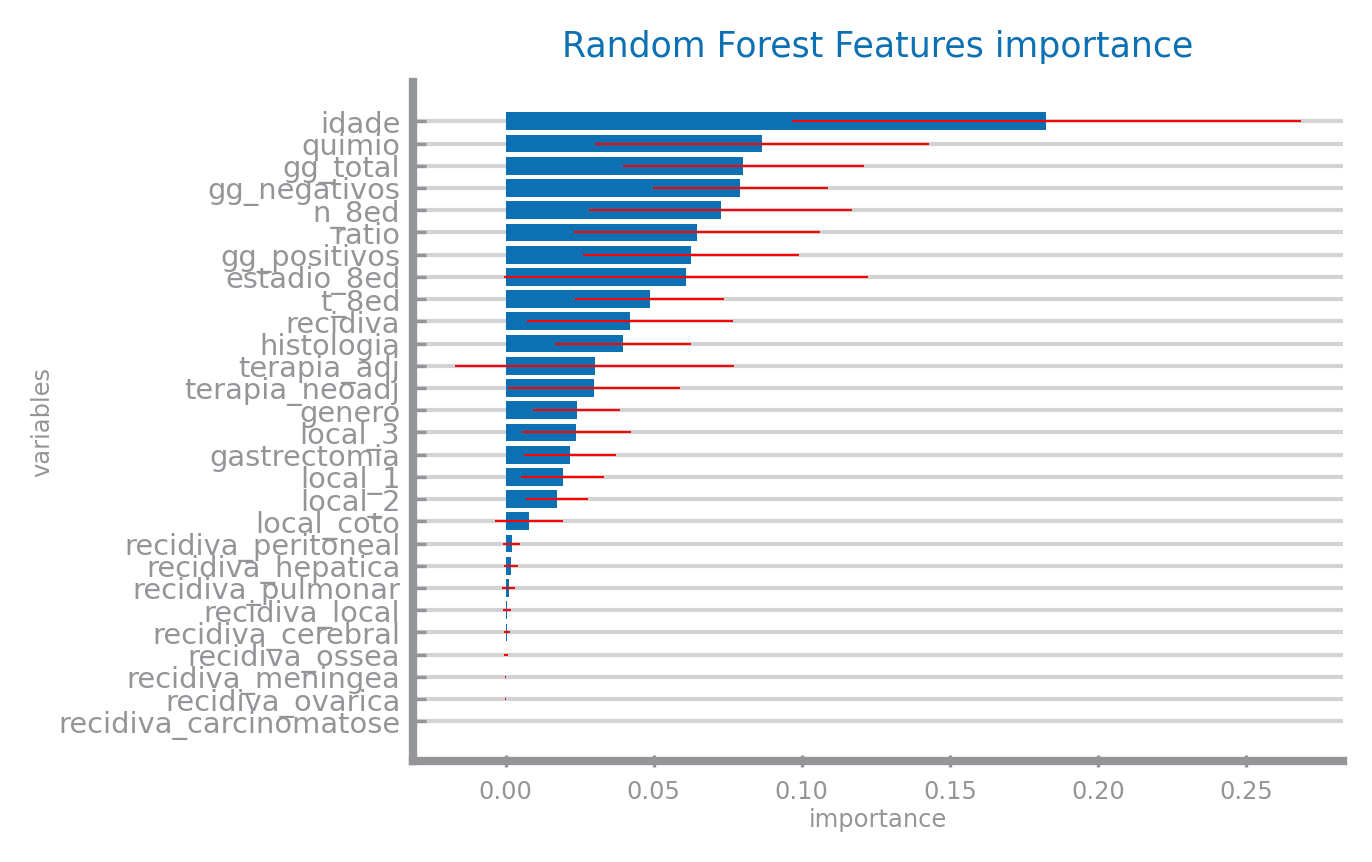 Random Forest Features importance
idade
quimio
gg_total
gg_negativos
n_8ed
ratio
gg_positivos
estadio_8ed
t_8ed
recidiva
histologia
terapia_adj
terapia_neoadj
genero
local_3
gastrectomia
local_1
local_2
local_coto
recidiva_peritoneal
recidiva_hepatica
recidiva_pulmonar
recidiva_local
recidiva_cerebral
recidiva_ossea
recidiva_meningea
recidiva_ovarica
recidiva_carcinomatose
variables
0.00 0.05 0.10 0.15 0.20 0.25
importance